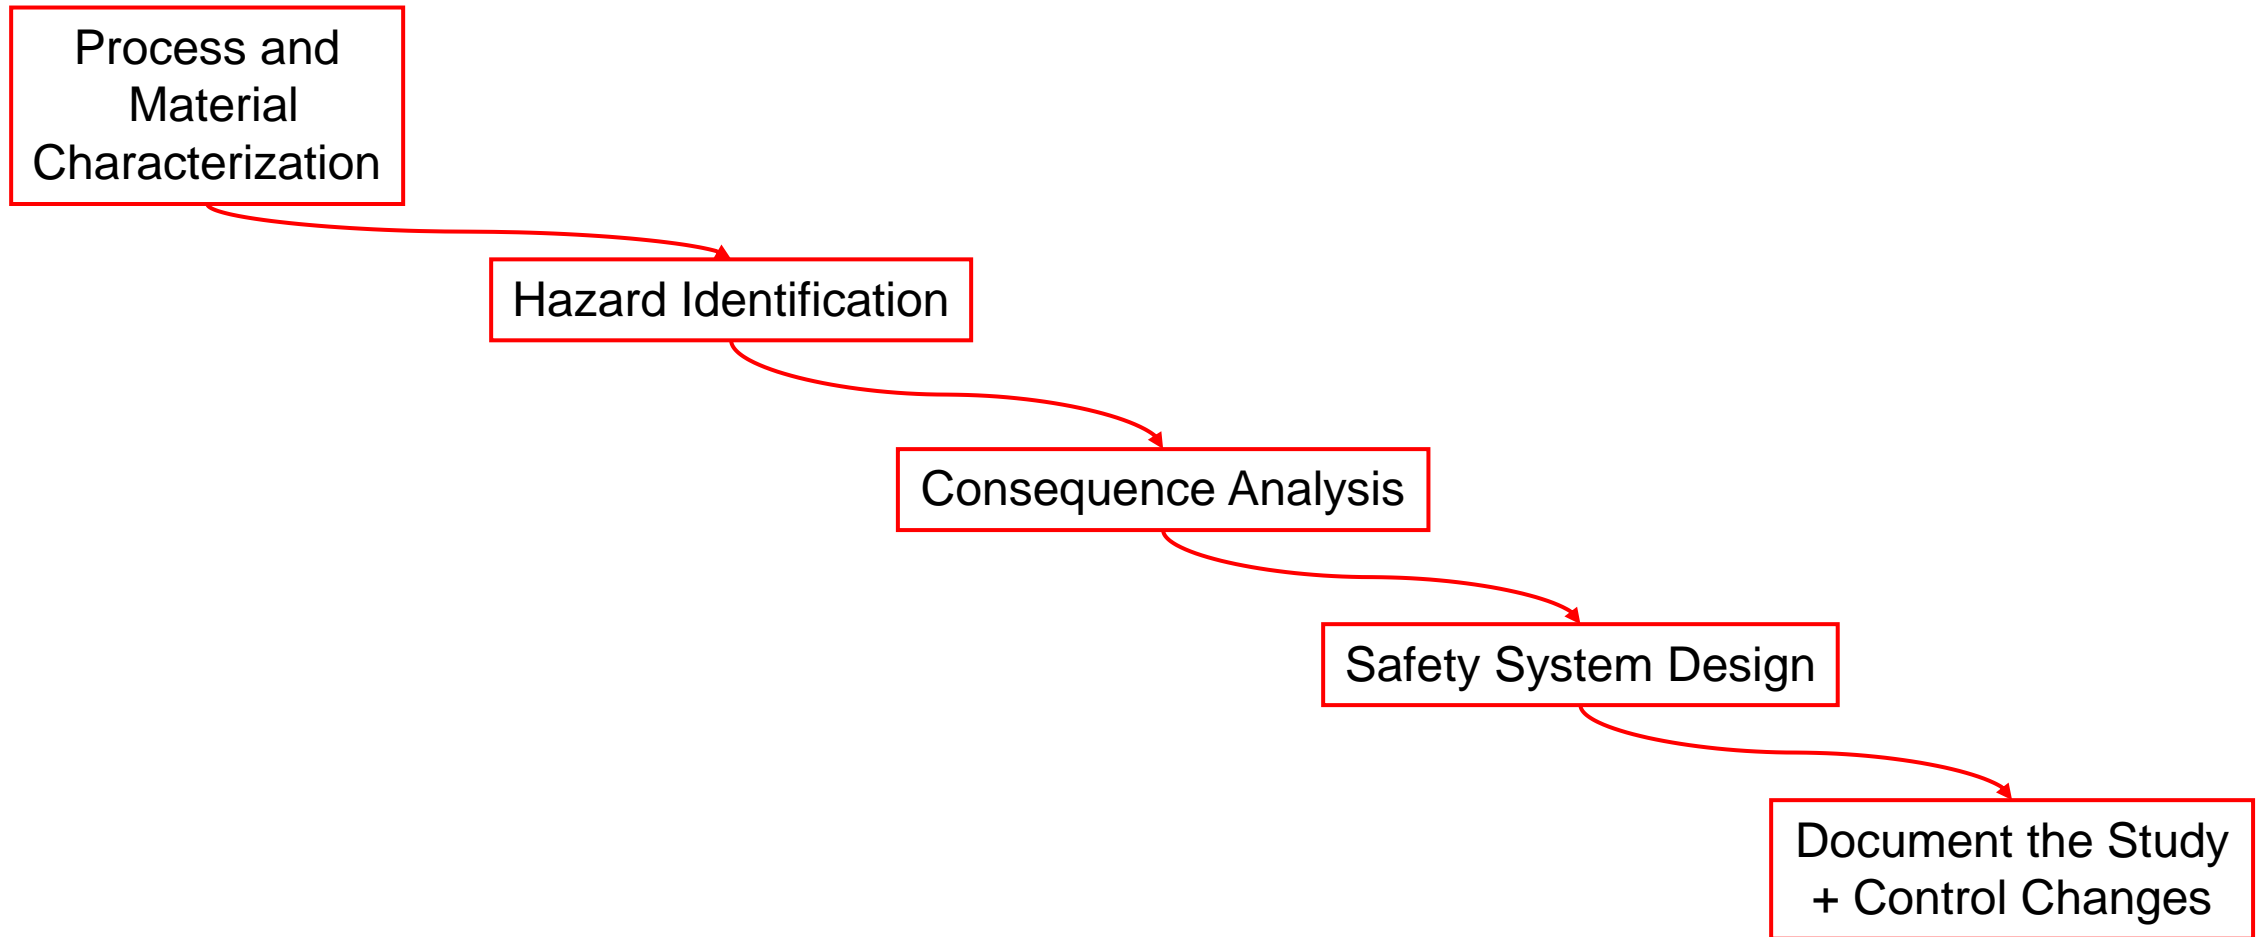 Process and
Material
Characterization
Hazard Identification
Consequence Analysis
Safety System Design
Document the Study
+ Control Changes